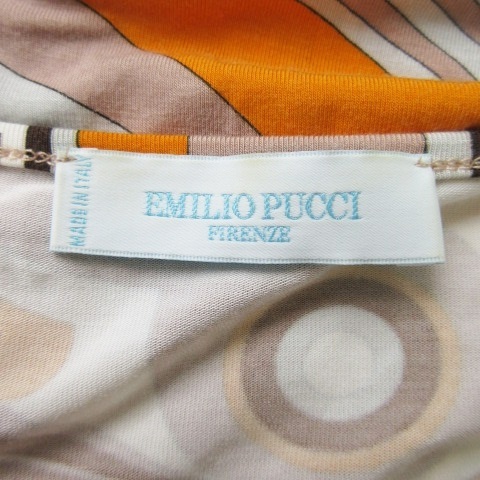 MADE IN ITALY
EMILIO PUCCI
FIRENZE